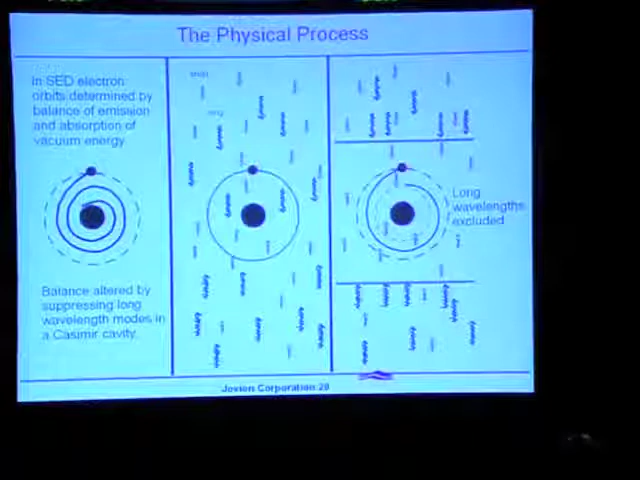 The Physical Process
In SED electron
orbits determined by
balance of emission
and absorption of
vacuum energy
Balance altered by
suppressing long
wavelength modes in
a Casimir cavity.
Long
wavelengths
excluded
Jovion Corporation 28